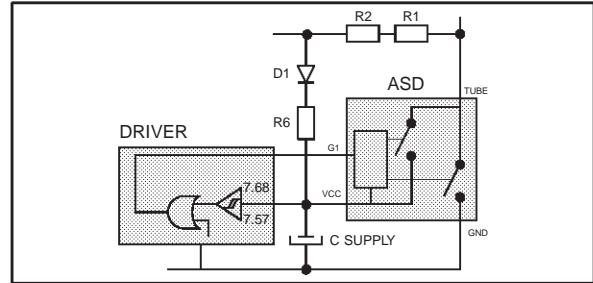 R2 R1
D1
ASD
TUBE
R6
DRIVER
G1
7.68
VCC
7.57
GND
C SUPPLY